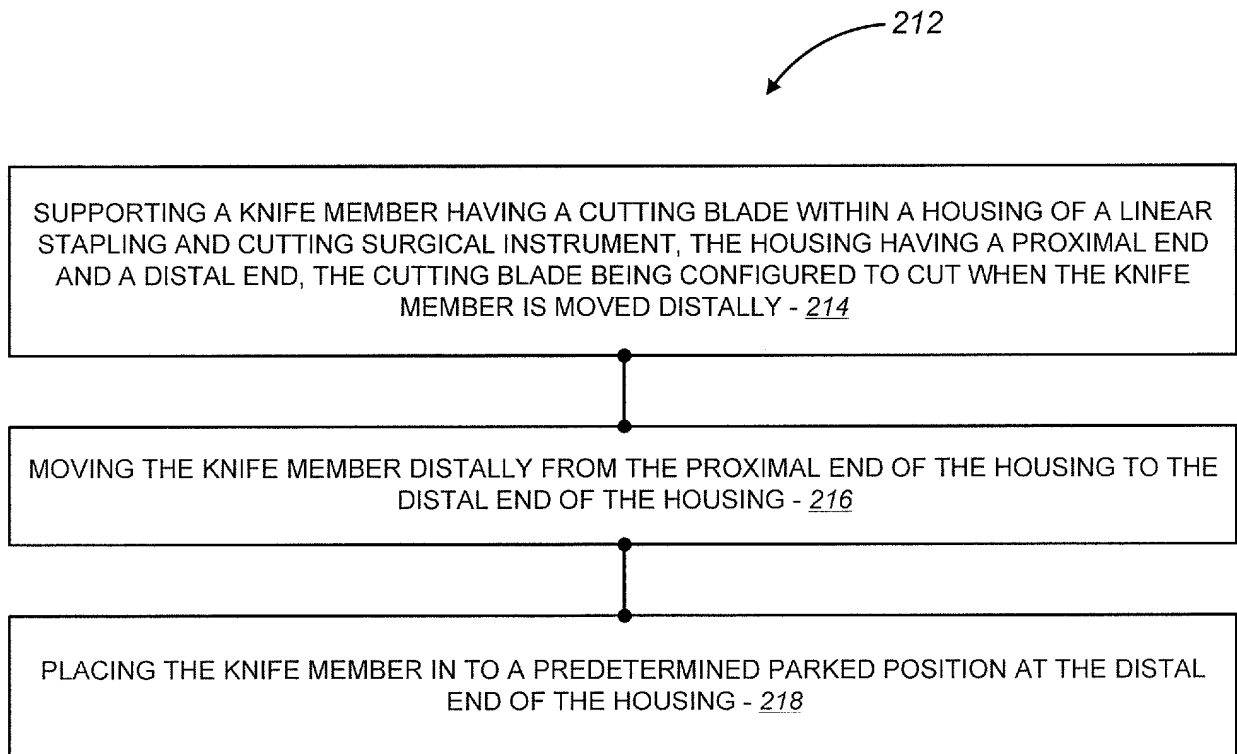 212
SUPPORTING A KNIFE MEMBER HAVING A CUTTING BLADE WITHIN A HOUSING OF A LINEAR
STAPLING AND CUTTING SURGICAL INSTRUMENT, THE HOUSING HAVING A PROXIMAL END
AND A DISTAL END, THE CUTTING BLADE BEING CONFIGURED TO CUT WHEN THE KNIFE
MEMBER IS MOVED DISTALLY - 214
MOVING THE KNIFE MEMBER DISTALLY FROM THE PROXIMAL END OF THE HOUSING TO THE
DISTAL END OF THE HOUSING - 216
PLACING THE KNIFE MEMBER IN TO A PREDETERMINED PARKED POSITION AT THE DISTAL
END OF THE HOUSING - 218